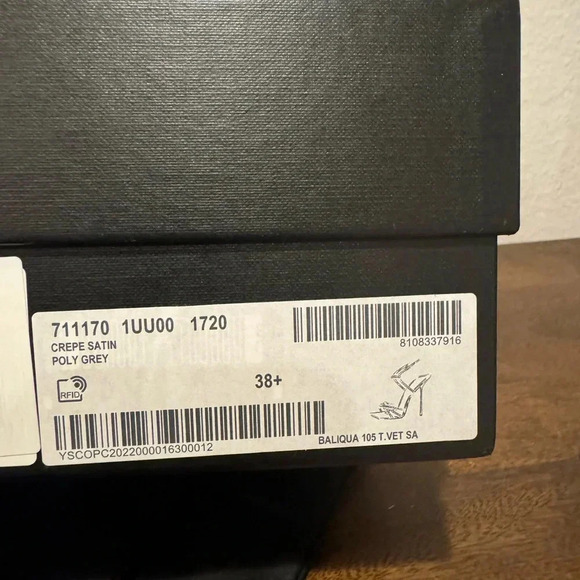 711170 1UU00 1720
CREPE SATIN
POLY GREY
8108337916
RFID
38+
YSCOPC2022000016300012
BALIQUA 105 T.VET SA